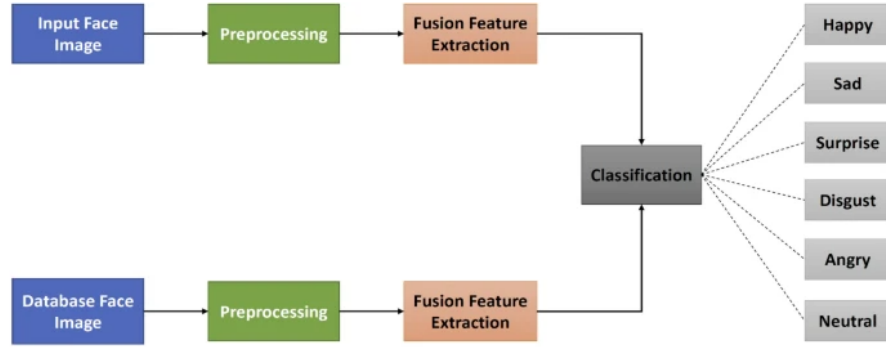 Input Face
Image
Preprocessing
Fusion Feature
Extraction
Classification
Happy
Sad
Surprise
Disgust
Angry
Neutral
Database Face
Image
Preprocessing
Fusion Feature
Extraction